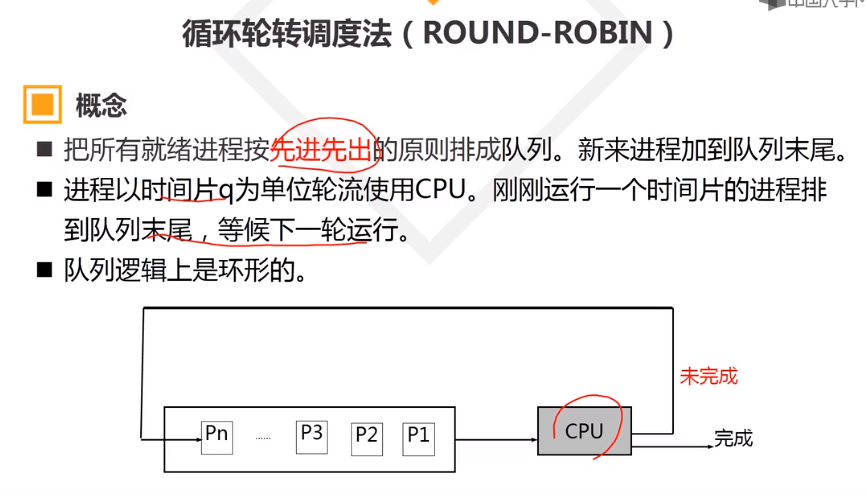 循环轮转调度法（ROUND-ROBIN）
概念
■ 把所有就绪进程按先进先出的原则排成队列。新来进程加到队列末尾。
■ 进程以时间片q为单位轮流使用CPU。刚刚运行一个时间片的进程排
到队列末尾，等候下一轮运行。
■ 队列逻辑上是环形的。
未完成
Pn ...... P3 P2 P1 CPU
完成